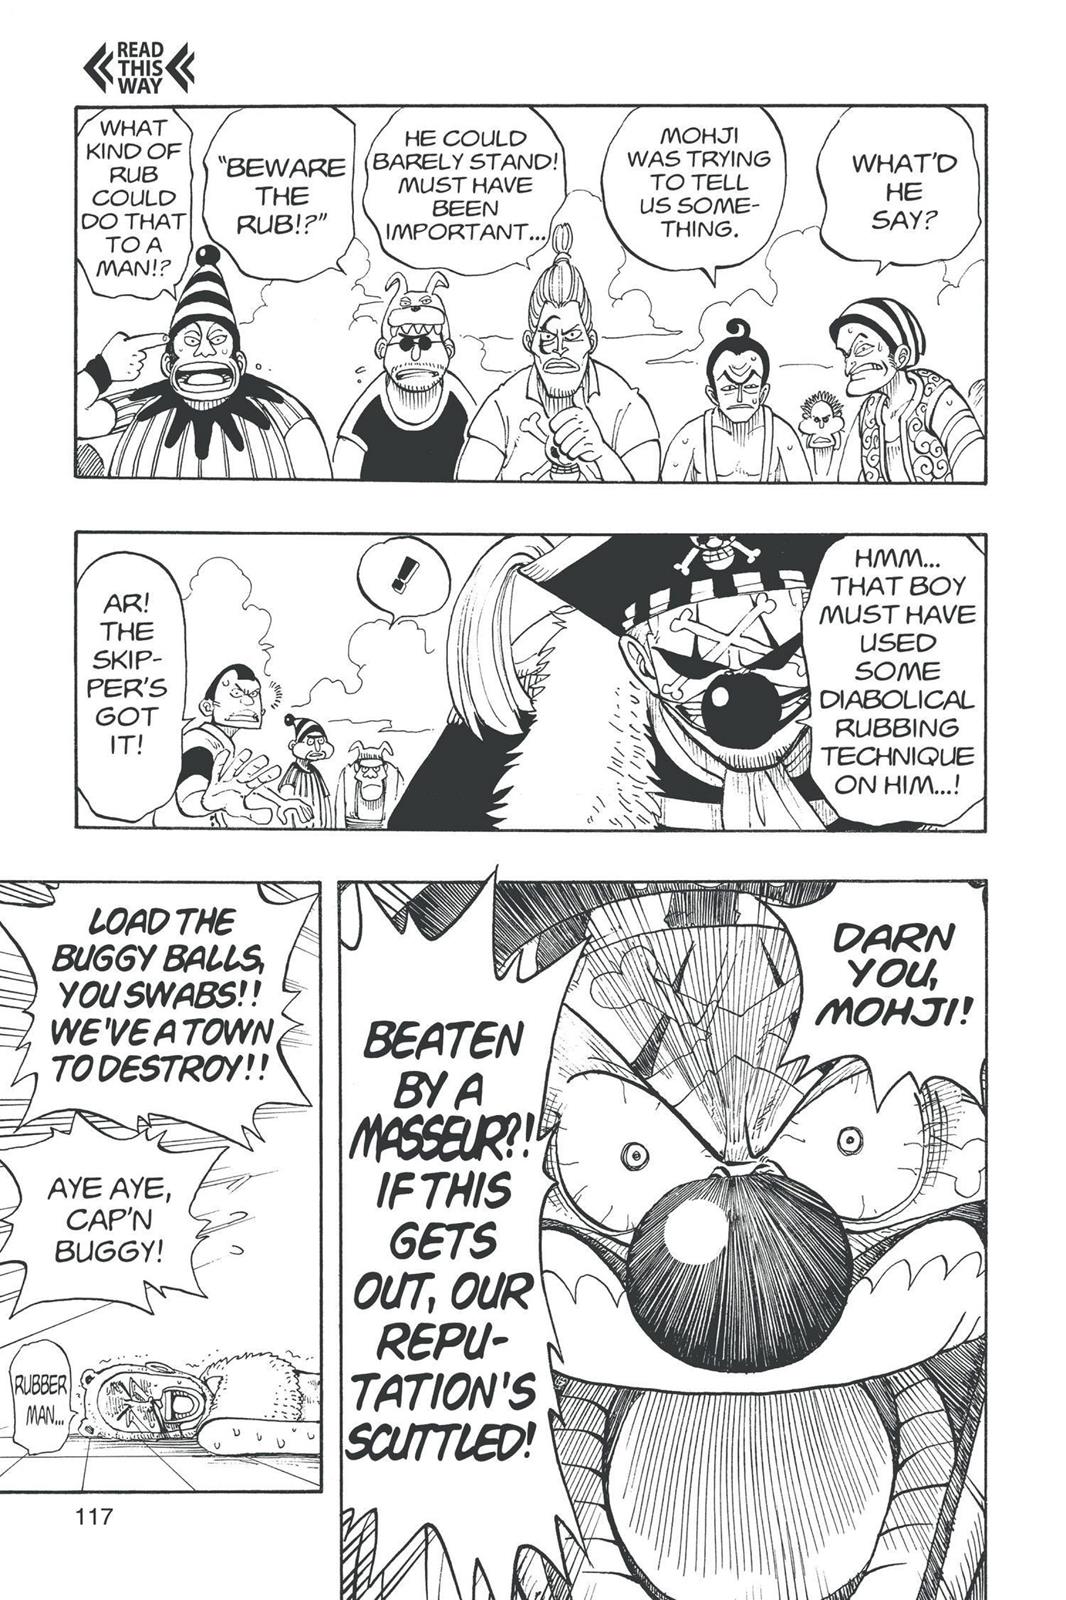 READ
THIS
WAY
WHAT'D
HE
SAY?
MOHJI
WAS TRYING
TO TELL
US SOME-
THING.
HE COULD
BARELY STAND!
MUST HAVE
BEEN
IMPORTANT...
"BEWARE
THE
RUB!?"
WHAT
KIND OF
RUB
COULD
DO THAT
TO A
MAN!?
HMM...
THAT BOY
MUST HAVE
USED
SOME
DIABOLICAL
RUBBING
TECHNIQUE
ON HIM...!
!
AR!
THE
SKIP-
PER'S
GOT
IT!
DARN
YOU,
MOHJI!
BEATEN
BY A
MASSEUR?!
IF THIS
GETS
OUT, OUR
REPU-
TATION'S
SCUTTLED!
LOAD THE
BUGGY BALLS,
YOU SWABS!!
WE'VE A TOWN
TO DESTROY!!
AYE AYE,
CAP'N
BUGGY!
RUBBER
MAN...
117